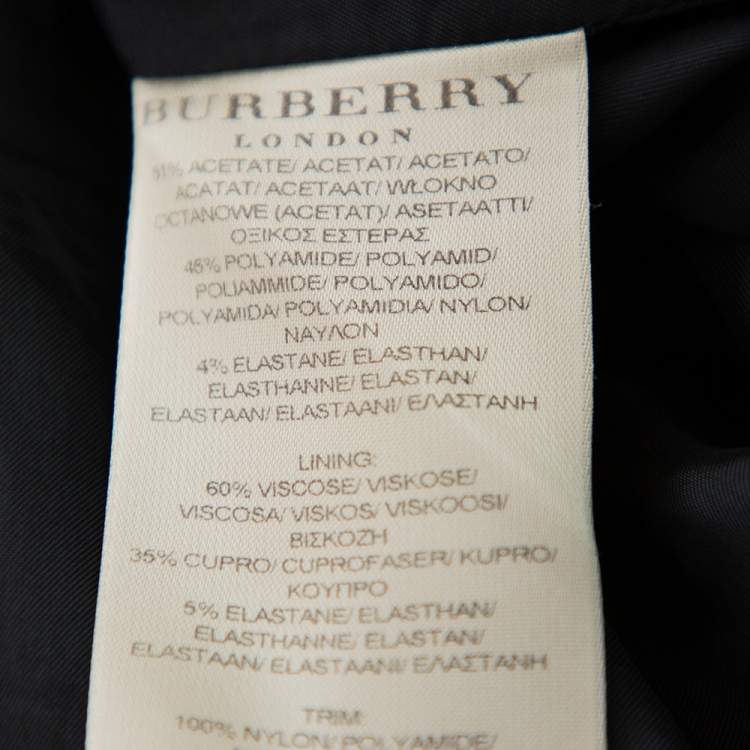 BURBERRY
LONDON
51% ACETATE/ ACETAT/ ACETATO/
ACATAT/ ACETAAT/ WŁOKNO
OCTANOWE (ACETAT)/ ASETAATTI/
ΟΞΙΚΟΣ ΕΣΤΕΡΑΣ
45% POLYAMIDE/ POLYAMID/
POLIAMMIDE/ POLYAMIDO/
POLYAMIDA/ POLYAMIDIA/ NYLON/
ΝΑΥΛΟΝ
4% ELASTANE/ ELASTHAN/
ELASTHANNE/ ELASTAN/
ELASTAAN/ ELASTAANI/ ΕΛΑΣΤΑΝΗ
LINING:
60% VISCOSE/ VISKOSE/
VISCOSA/ VISKOS/ VISKOOSI/
ΒΙΣΚΟΖΗ
35% CUPRO/ CUPROFASER/ KUPRO/
ΚΟΥΠΡΟ
5% ELASTANE/ ELASTHAN/
ELASTHANNE/ ELASTAN/
ELASTAAN/ ELASTAANI/ ΕΛΑΣΤΑΝΗ
TRIM:
100% NYLON/ POLYAMIDE/